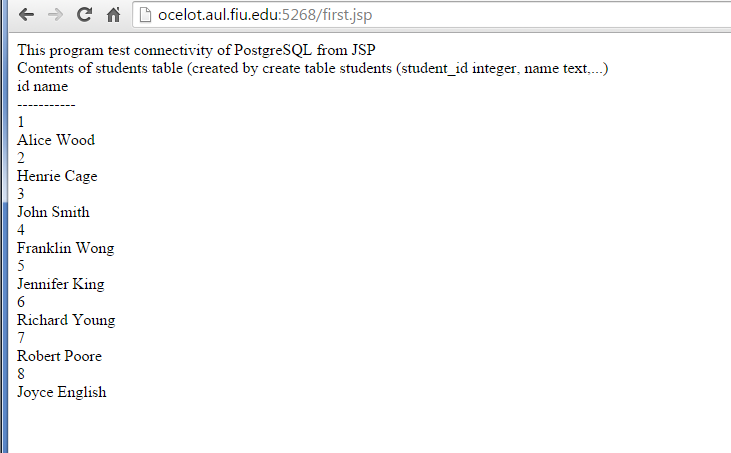 ocelot.aul.fiu.edu:5268/first.jsp
This program test connectivity of PostgreSQL from JSP
Contents of students table (created by create table students (student_id integer, name text,...)
id name
-----------
1
Alice Wood
2
Henrie Cage
3
John Smith
4
Franklin Wong
5
Jennifer King
6
Richard Young
7
Robert Poore
8
Joyce English